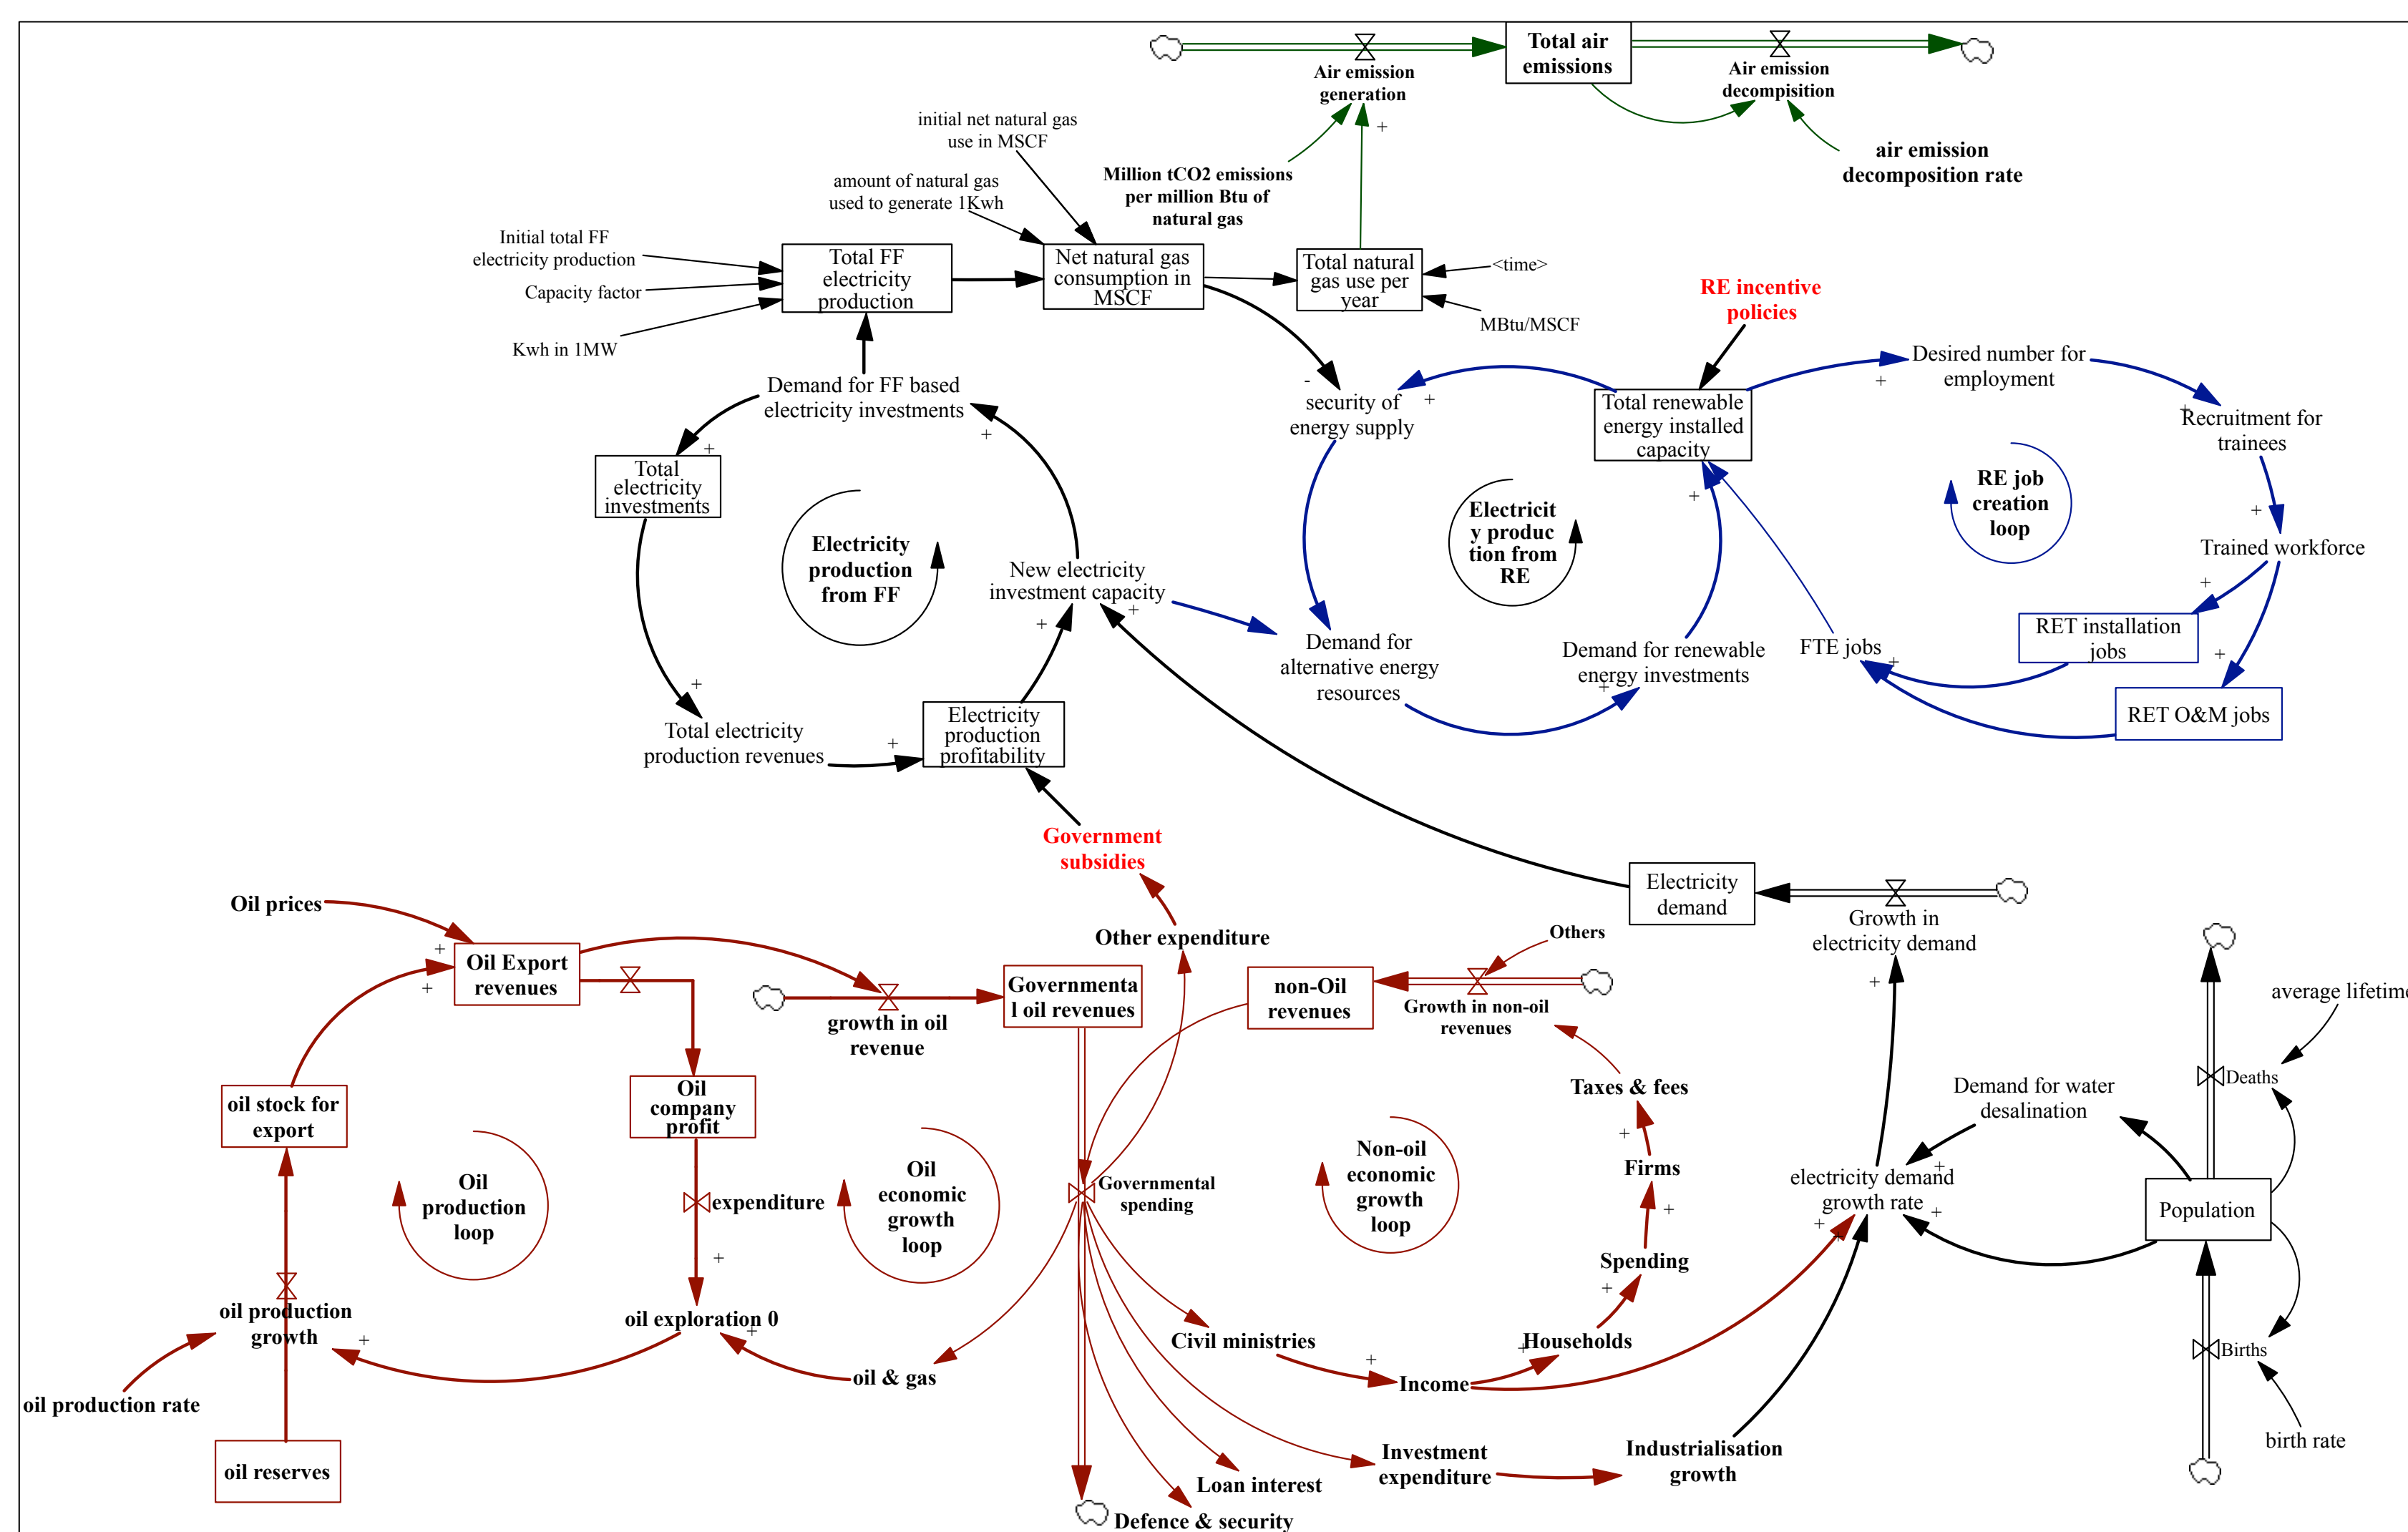 Total air
emissions
Air emission
generation
Air emission
decompisition
initial net natural gas
use in MSCF
+
air emission
decomposition rate
Million tCO2 emissions
per million Btu of
natural gas
amount of natural gas
used to generate 1Kwh
Initial total FF
electricity production
Capacity factor
Kwh in 1MW
Total FF
electricity
production
Net natural gas
consumption in
MSCF
Total natural
gas use per
year
<time>
MBtu/MSCF
RE incentive
policies
Desired number for
employment
+
Demand for FF based
electricity investments
+
+
-
security of
energy supply
+
Total renewable
energy installed
capacity
+
Recruitment for
trainees
Total
electricity
investments
Electricity
production
from FF
Electricit
y produc
tion from
RE
+
RE job
creation
loop
+
Trained workforce
New electricity
investment capacity
+
+
+
RET installation
jobs
+
Demand for
alternative energy
resources
Demand for renewable
energy investments
+
FTE jobs
+
RET O&M jobs
+
Total electricity
production revenues
+
Electricity
production
profitability
Government
subsidies
Electricity
demand
Growth in
electricity demand
+
Oil prices
+
+
Oil Export
revenues
Other expenditure
Others
growth in oil
revenue
Governmenta
l oil revenues
non-Oil
revenues
Growth in non-oil
revenues
average lifetime
Deaths
oil stock for
export
Oil
company
profit
Taxes & fees
+
Demand for water
desalination
Oil
production
loop
expenditure
+
Oil
economic
growth
loop
Governmental
spending
Non-oil
economic
growth
loop
Firms
+
Spending
+
electricity demand
growth rate
+
+
+
+
Population
oil production
growth
+
oil exploration 0
+
Civil ministries
+
Households
+
Births
oil production rate
oil & gas
Income
birth rate
oil reserves
Investment
expenditure
Industrialisation
growth
Loan interest
Defence & security